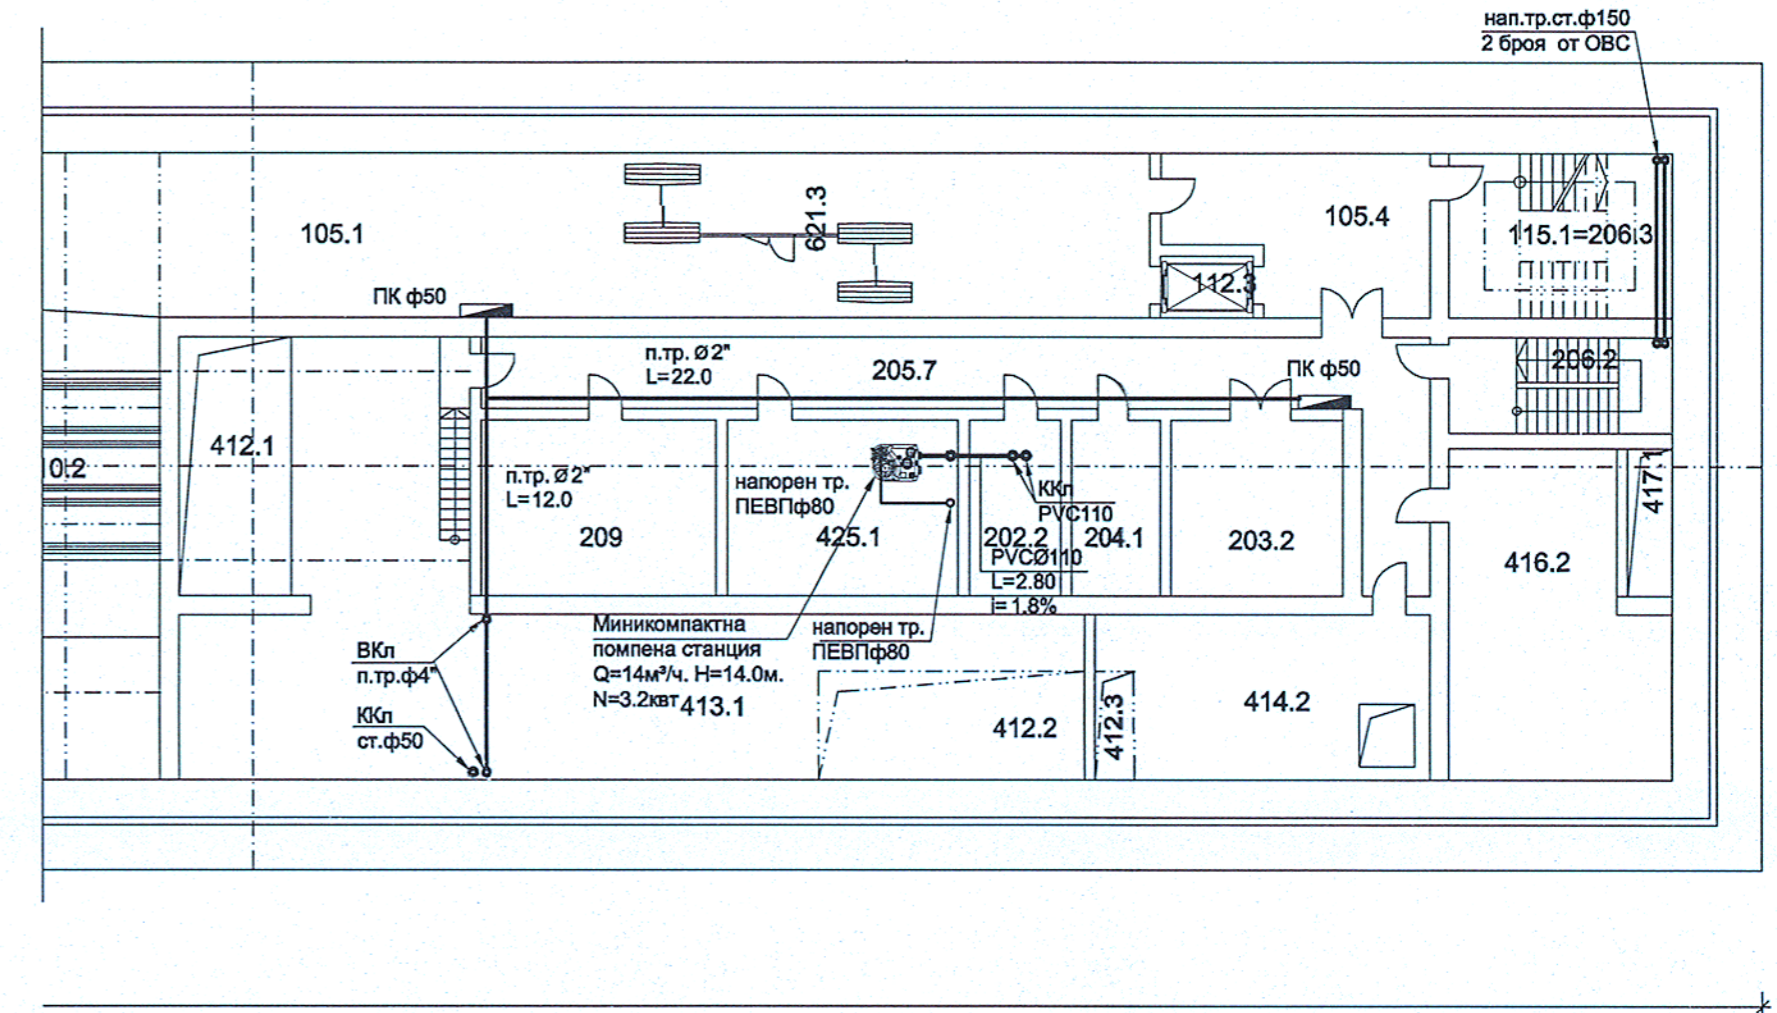 нап.тр.ст.ф150
2 броя от ОВС
105.1
621.3
105.4
115.1=206.3
112.3
ПК ф50
п.тр. Ø2"
L=22.0
205.7
ПК ф50
206.2
412.1
0.2
п.тр. Ø2"
L=12.0
209
напорен тр.
ПЕВПф80
425.1
ККл
PVC110
202.2
204.1
203.2
PVCØ110
L=2.80
i=1.8%
416.2
417.1
Миникомпактна
помпена станция
Q=14м³/ч. H=14.0м.
N=3.2квт
напорен тр.
ПЕВПф80
ВКл
п.тр.ф4"
ККл
ст.ф50
413.1
412.2
412.3
414.2